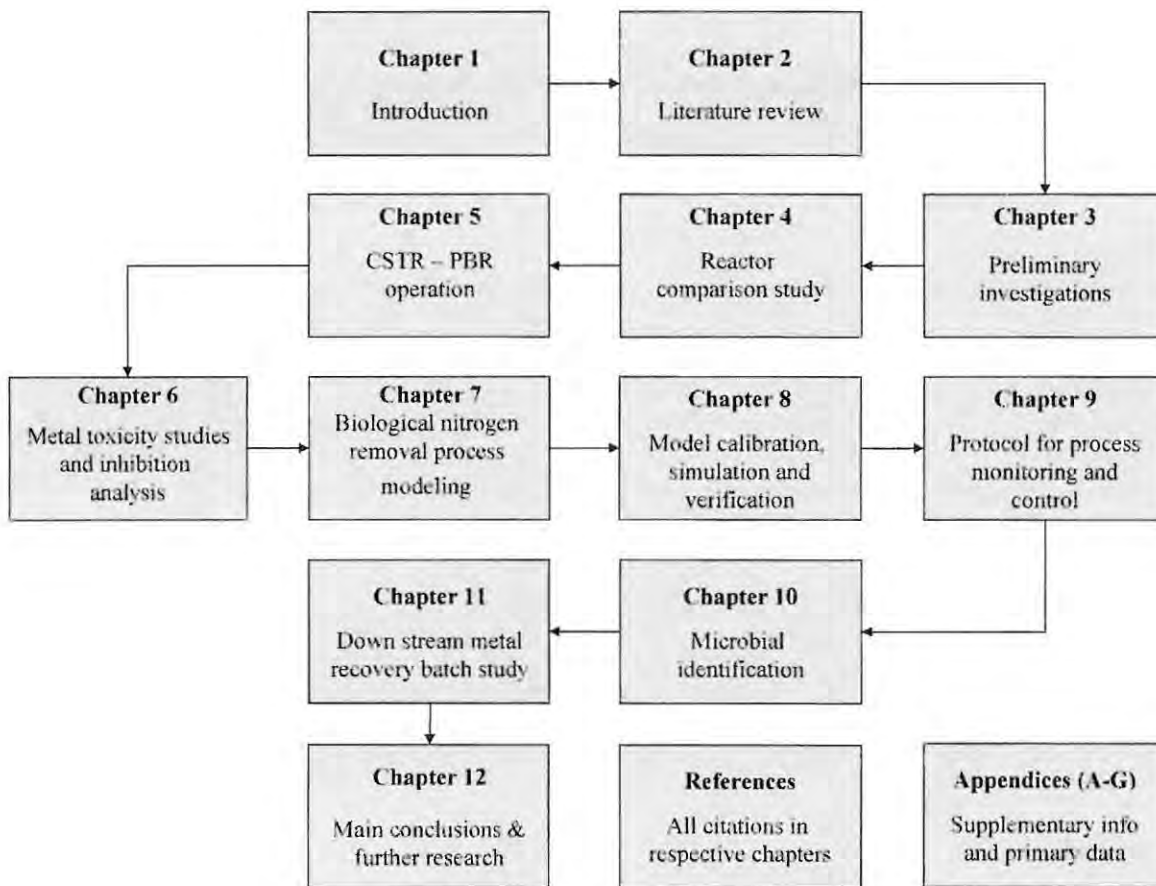 Chapter 1
Introduction
Chapter 2
Literature review
Chapter 3
Preliminary
investigations
Chapter 4
Reactor
comparison study
Chapter 5
CSTR – PBR
operation
Chapter 6
Metal toxicity studies
and inhibition
analysis
Chapter 7
Biological nitrogen
removal process
modeling
Chapter 8
Model calibration,
simulation and
verification
Chapter 9
Protocol for process
monitoring and
control
Chapter 10
Microbial
identification
Chapter 11
Down stream metal
recovery batch study
Chapter 12
Main conclusions &
further research
References
All citations in
respective chapters
Appendices (A-G)
Supplementary info
and primary data